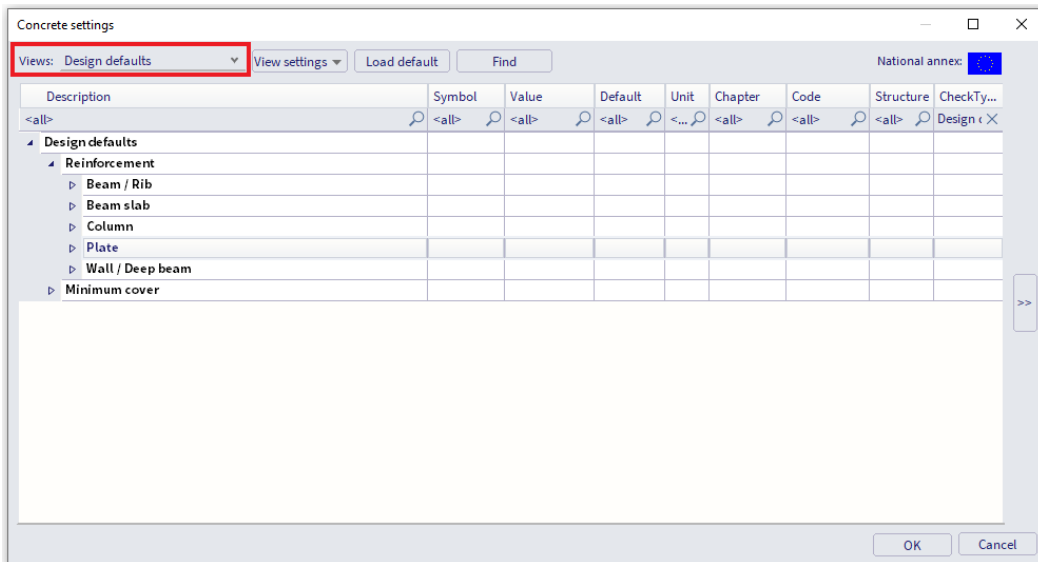 Concrete settings
Views: Design defaults View settings Load default Find National annex:
Description Symbol Value Default Unit Chapter Code Structure CheckTy...
<all> <all> <all> <all> <... <all> <all> <all> Design
Design defaults
Reinforcement
Beam / Rib
Beam slab
Column
Plate
Wall / Deep beam
Minimum cover
>>
OK Cancel